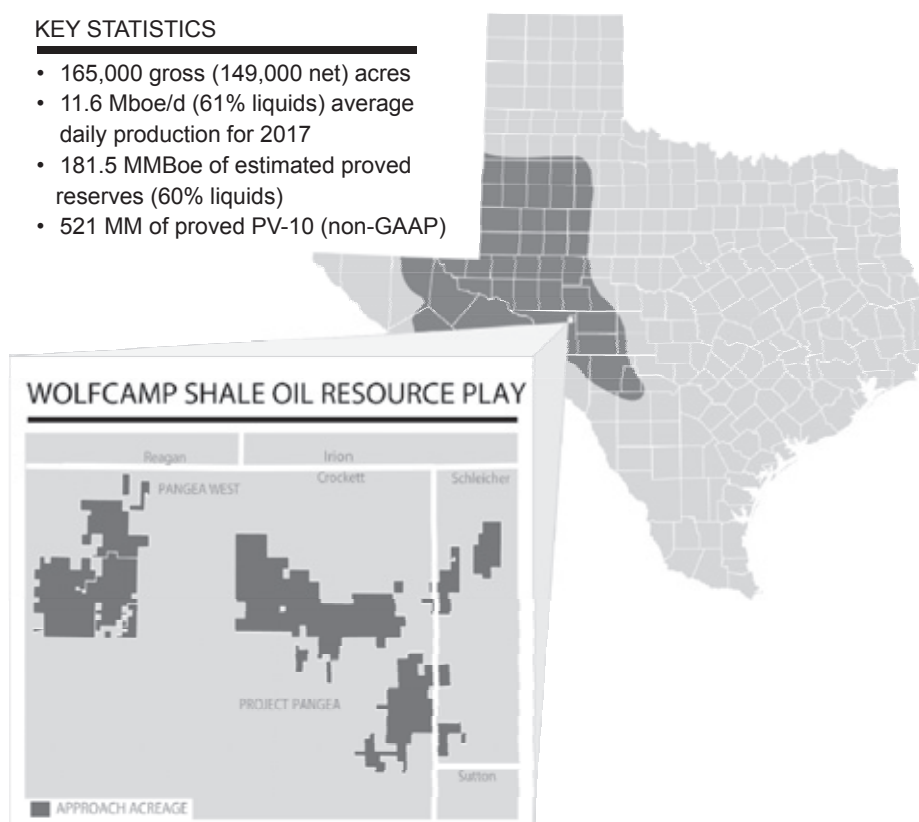 KEY STATISTICS
• 165,000 gross (149,000 net) acres
• 11.6 Mboe/d (61% liquids) average
daily production for 2017
• 181.5 MMBoe of estimated proved
reserves (60% liquids)
• 521 MM of proved PV-10 (non-GAAP)
WOLFCAMP SHALE OIL RESOURCE PLAY
Reagan Irion
Crockett Schleicher
PANGEA WEST
PROJECT PANGEA
Sutton
APPROACH ACREAGE